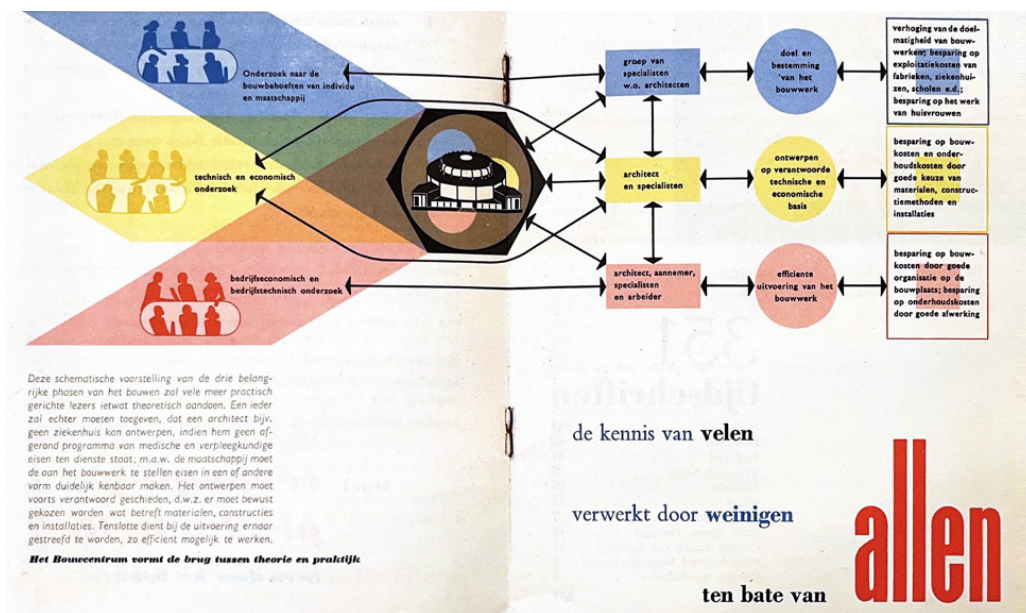 Onderzoek naar de
bouwbehoeften van individu
en maatschappij
technisch en economisch
onderzoek
bedrijfseconomisch en
bedrijfstechnisch onderzoek
groep van
specialisten
w.o. architecten
architect
en specialisten
architect, aannemer,
specialisten
en arbeider
doel en
bestemming
van het
bouwwerk
ontwerpen
op verantwoorde
technische en
economische
basis
efficiente
uitvoering van het
bouwwerk
verhoging van de doel-
matigheid van bouw-
werken; besparing op
exploitatiekosten van
fabrieken, ziekenhui-
zen, scholen e.d.;
besparing op het werk
van huisvrouwen
besparing op bouw-
kosten en onder-
houdskosten door
goede keuze van
materialen, construc-
tiemethoden en
installaties
besparing op bouw-
kosten door goede
organisatie op de
bouwplaats; besparing
op onderhoudskosten
door goede afwerking
Deze schematische voorstelling van de drie belang-
rijke phasen van het bouwen zal vele meer practisch
gerichte lezers ietwat theoretisch aandoen. Een ieder
zal echter moeten toegeven, dat een architect bijv.
geen ziekenhuis kan ontwerpen, indien hem geen af-
gerond programma van medische en verpleegkundige
eisen ten dienste staat; m.a.w. de maatschappij moet
de aan het bouwwerk te stellen eisen in een of andere
vorm duidelijk kenbaar maken. Het ontwerpen moet
voorts verantwoord geschieden, d.w.z. er moet bewust
gekozen worden wat betreft materialen, constructies
en installaties. Tenslotte dient bij de uitvoering ernaar
gestreefd te worden, zo efficient mogelijk te werken.
Het Bouwcentrum vormt de brug tussen theorie en praktijk
de kennis van velen
verwerkt door weinigen
ten bate van
allen
351
tijdschriften